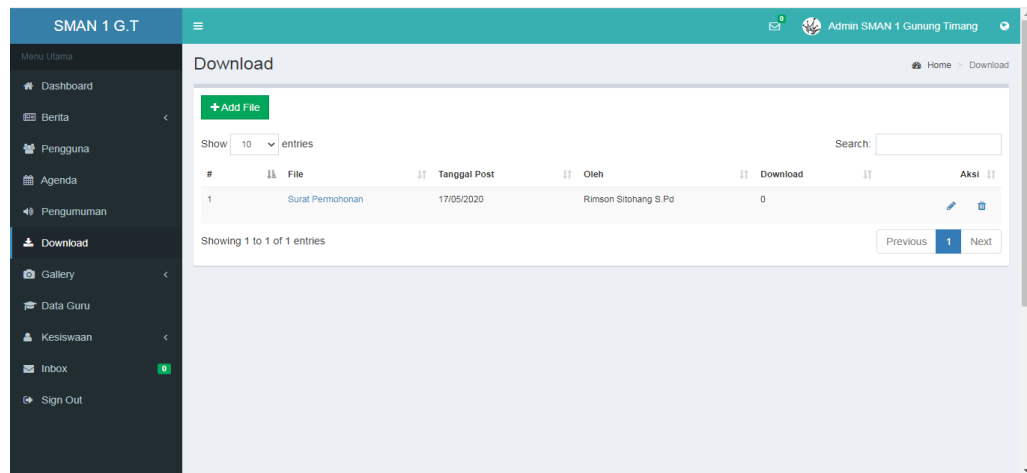 SMAN 1 G.T
0
Admin SMAN 1 Gunung Timang
Menu Utama
Dashboard
Berita
Pengguna
Agenda
Pengumuman
Download
Gallery
Data Guru
Kesiswaan
Inbox 0
Sign Out
Download
Home > Download
+ Add File
Show 10 entries
Search:
# File Tanggal Post Oleh Download Aksi
1 Surat Permohonan 17/05/2020 Rimson Sitohang S.Pd 0
Showing 1 to 1 of 1 entries
Previous 1 Next